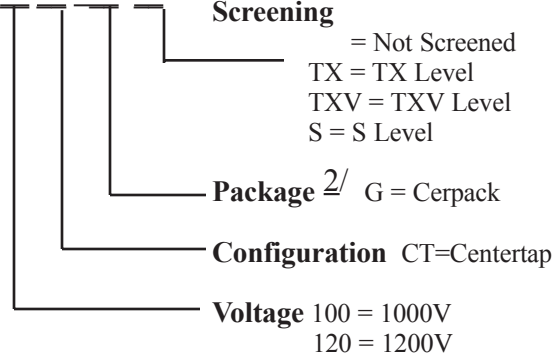 Screening
= Not Screened
TX = TX Level
TXV = TXV Level
S = S Level
Package 2/ G = Cerpack
Configuration CT=Centertap
Voltage 100 = 1000V
120 = 1200V